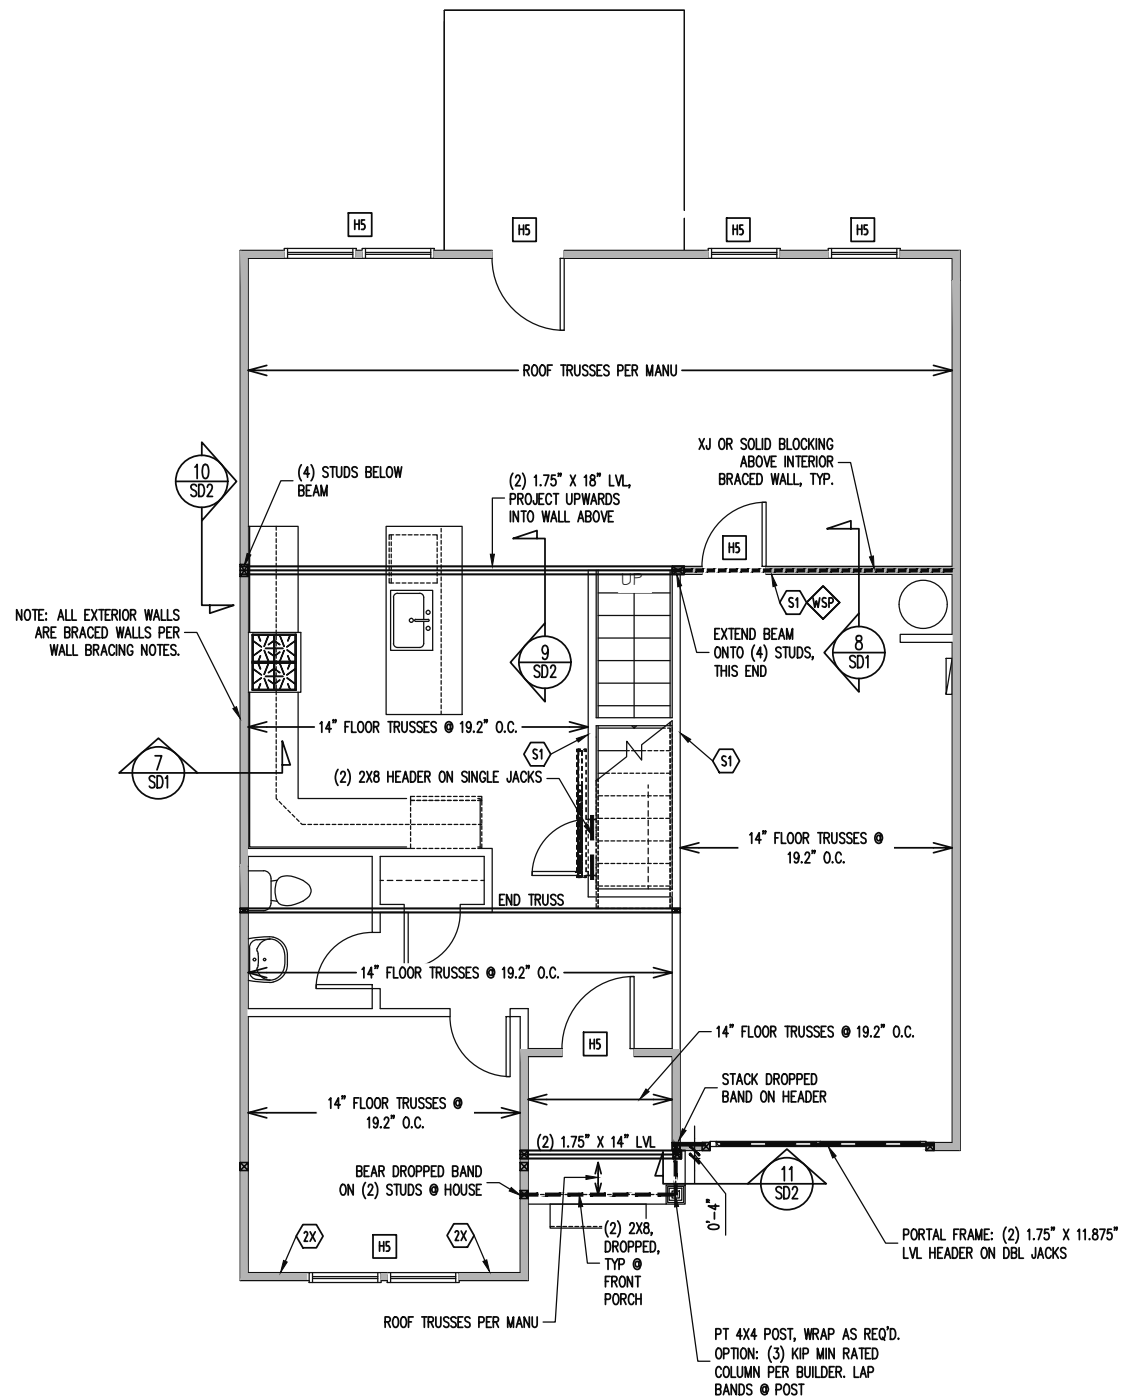 H5
H5
H5
H5
ROOF TRUSSES PER MANU
XJ OR SOLID BLOCKING
ABOVE INTERIOR
BRACED WALL, TYP.
10
SD2
(4) STUDS BELOW
BEAM
(2) 1.75" X 18" LVL,
PROJECT UPWARDS
INTO WALL ABOVE
H5
UP
S1
WSP
NOTE: ALL EXTERIOR WALLS
ARE BRACED WALLS PER
WALL BRACING NOTES.
EXTEND BEAM
ONTO (4) STUDS,
THIS END
8
SD1
9
SD2
14" FLOOR TRUSSES @ 19.2" O.C.
S1
S1
7
SD1
(2) 2X8 HEADER ON SINGLE JACKS
N
14" FLOOR TRUSSES @
19.2" O.C.
END TRUSS
14" FLOOR TRUSSES @ 19.2" O.C.
H5
14" FLOOR TRUSSES @ 19.2" O.C.
STACK DROPPED
BAND ON HEADER
14" FLOOR TRUSSES @
19.2" O.C.
(2) 1.75" X 14" LVL
BEAR DROPPED BAND
ON (2) STUDS @ HOUSE
11
SD2
0'-4"
2X
H5
2X
(2) 2X8,
DROPPED,
TYP @
FRONT
PORCH
PORTAL FRAME: (2) 1.75" X 11.875"
LVL HEADER ON DBL JACKS
ROOF TRUSSES PER MANU
PT 4X4 POST, WRAP AS REQ'D.
OPTION: (3) KIP MIN RATED
COLUMN PER BUILDER. LAP
BANDS @ POST